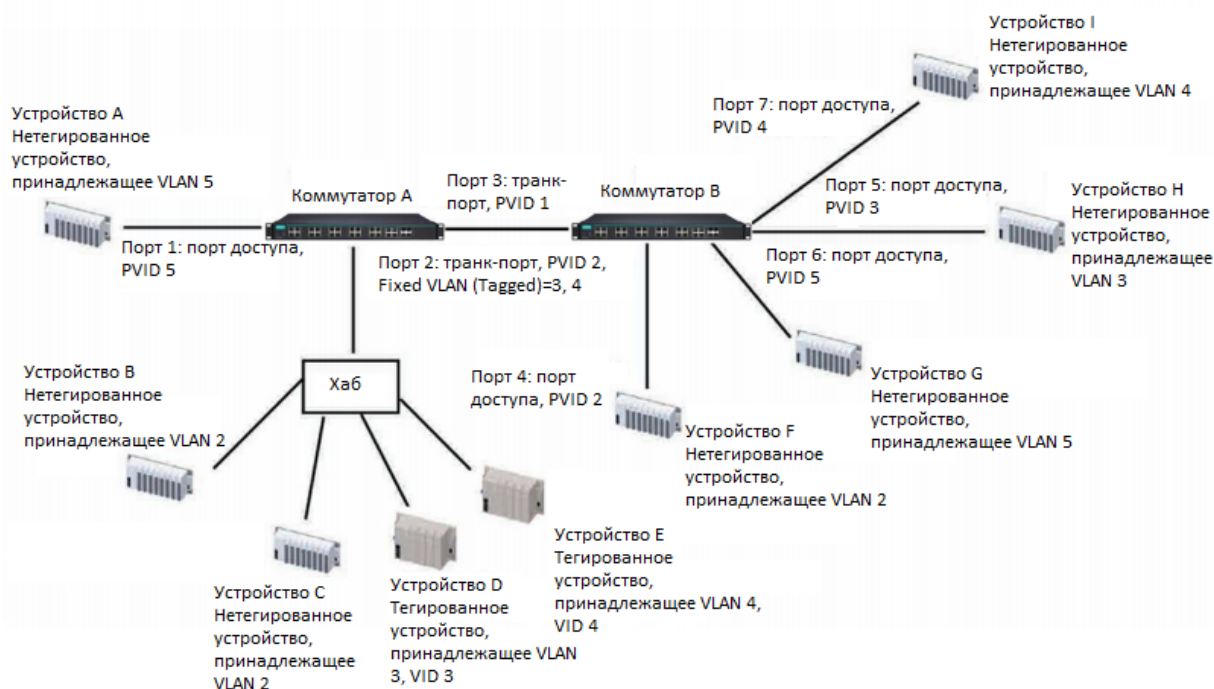 Устройство I
Нетегированное
устройство,
принадлежащее VLAN 4
Порт 7: порт доступа,
PVID 4
Устройство A
Нетегированное
устройство,
принадлежащее VLAN 5
Коммутатор A
Порт 3: транк-
порт, PVID 1
Коммутатор B
Порт 5: порт доступа,
PVID 3
Устройство H
Нетегированное
устройство,
принадлежащее
VLAN 3
Порт 1: порт доступа,
PVID 5
Порт 2: транк-порт, PVID 2,
Fixed VLAN (Tagged)=3, 4
Порт 6: порт доступа,
PVID 5
Устройство B
Нетегированное
устройство,
принадлежащее VLAN 2
Хаб
Порт 4: порт
доступа, PVID 2
Устройство G
Нетегированное
устройство,
принадлежащее VLAN 5
Устройство F
Нетегированное
устройство,
принадлежащее VLAN 2
Устройство C
Нетегированное
устройство,
принадлежащее
VLAN 2
Устройство D
Тегированное
устройство,
принадлежащее VLAN
3, VID 3
Устройство E
Тегированное
устройство,
принадлежащее VLAN 4,
VID 4